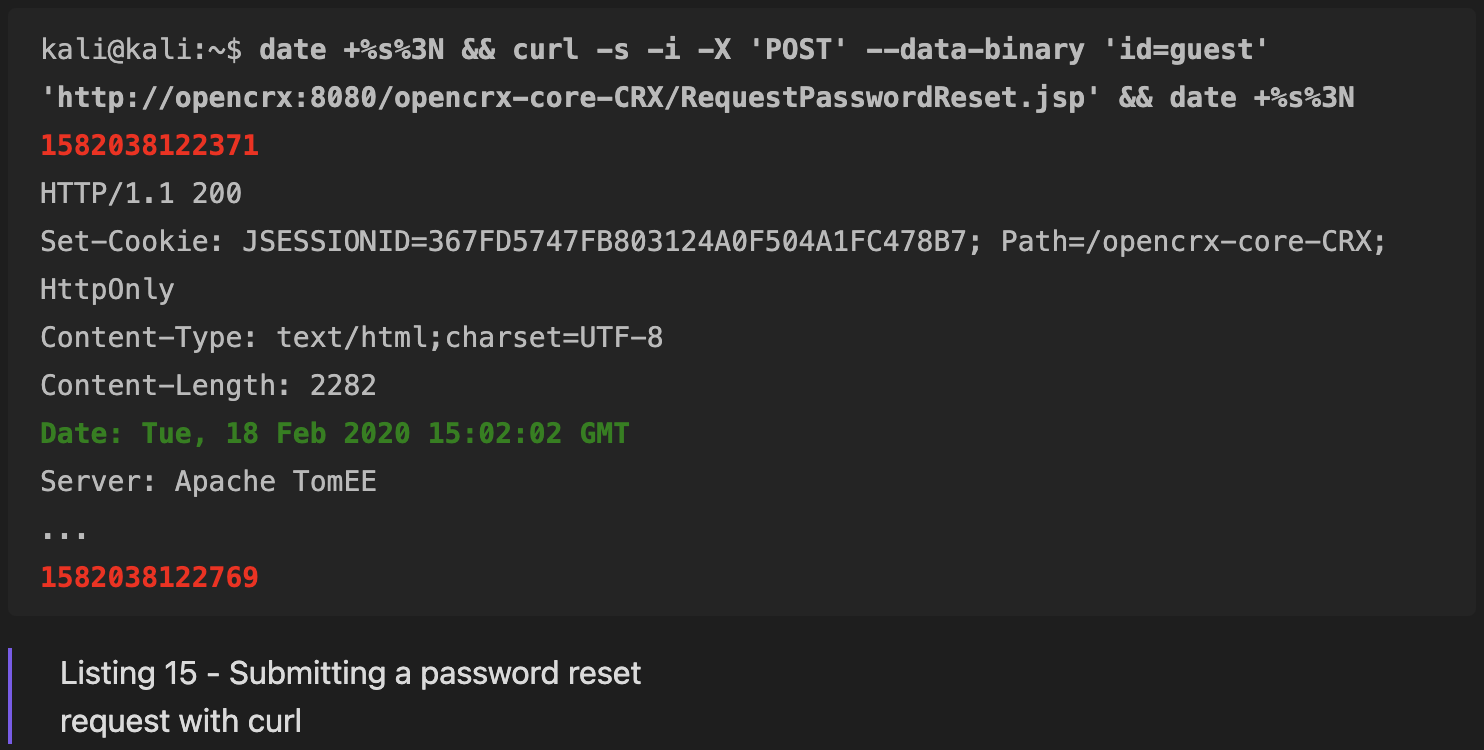 kali@kali:~$ date +%s%3N && curl -s -i -X 'POST' --data-binary 'id=guest'
'http://opencrx:8080/opencrx-core-CRX/RequestPasswordReset.jsp' && date +%s%3N
1582038122371
HTTP/1.1 200
Set-Cookie: JSESSIONID=367FD5747FB803124A0F504A1FC478B7; Path=/opencrx-core-CRX;
HttpOnly
Content-Type: text/html;charset=UTF-8
Content-Length: 2282
Date: Tue, 18 Feb 2020 15:02:02 GMT
Server: Apache TomEE
...
1582038122769
Listing 15 - Submitting a password reset
request with curl